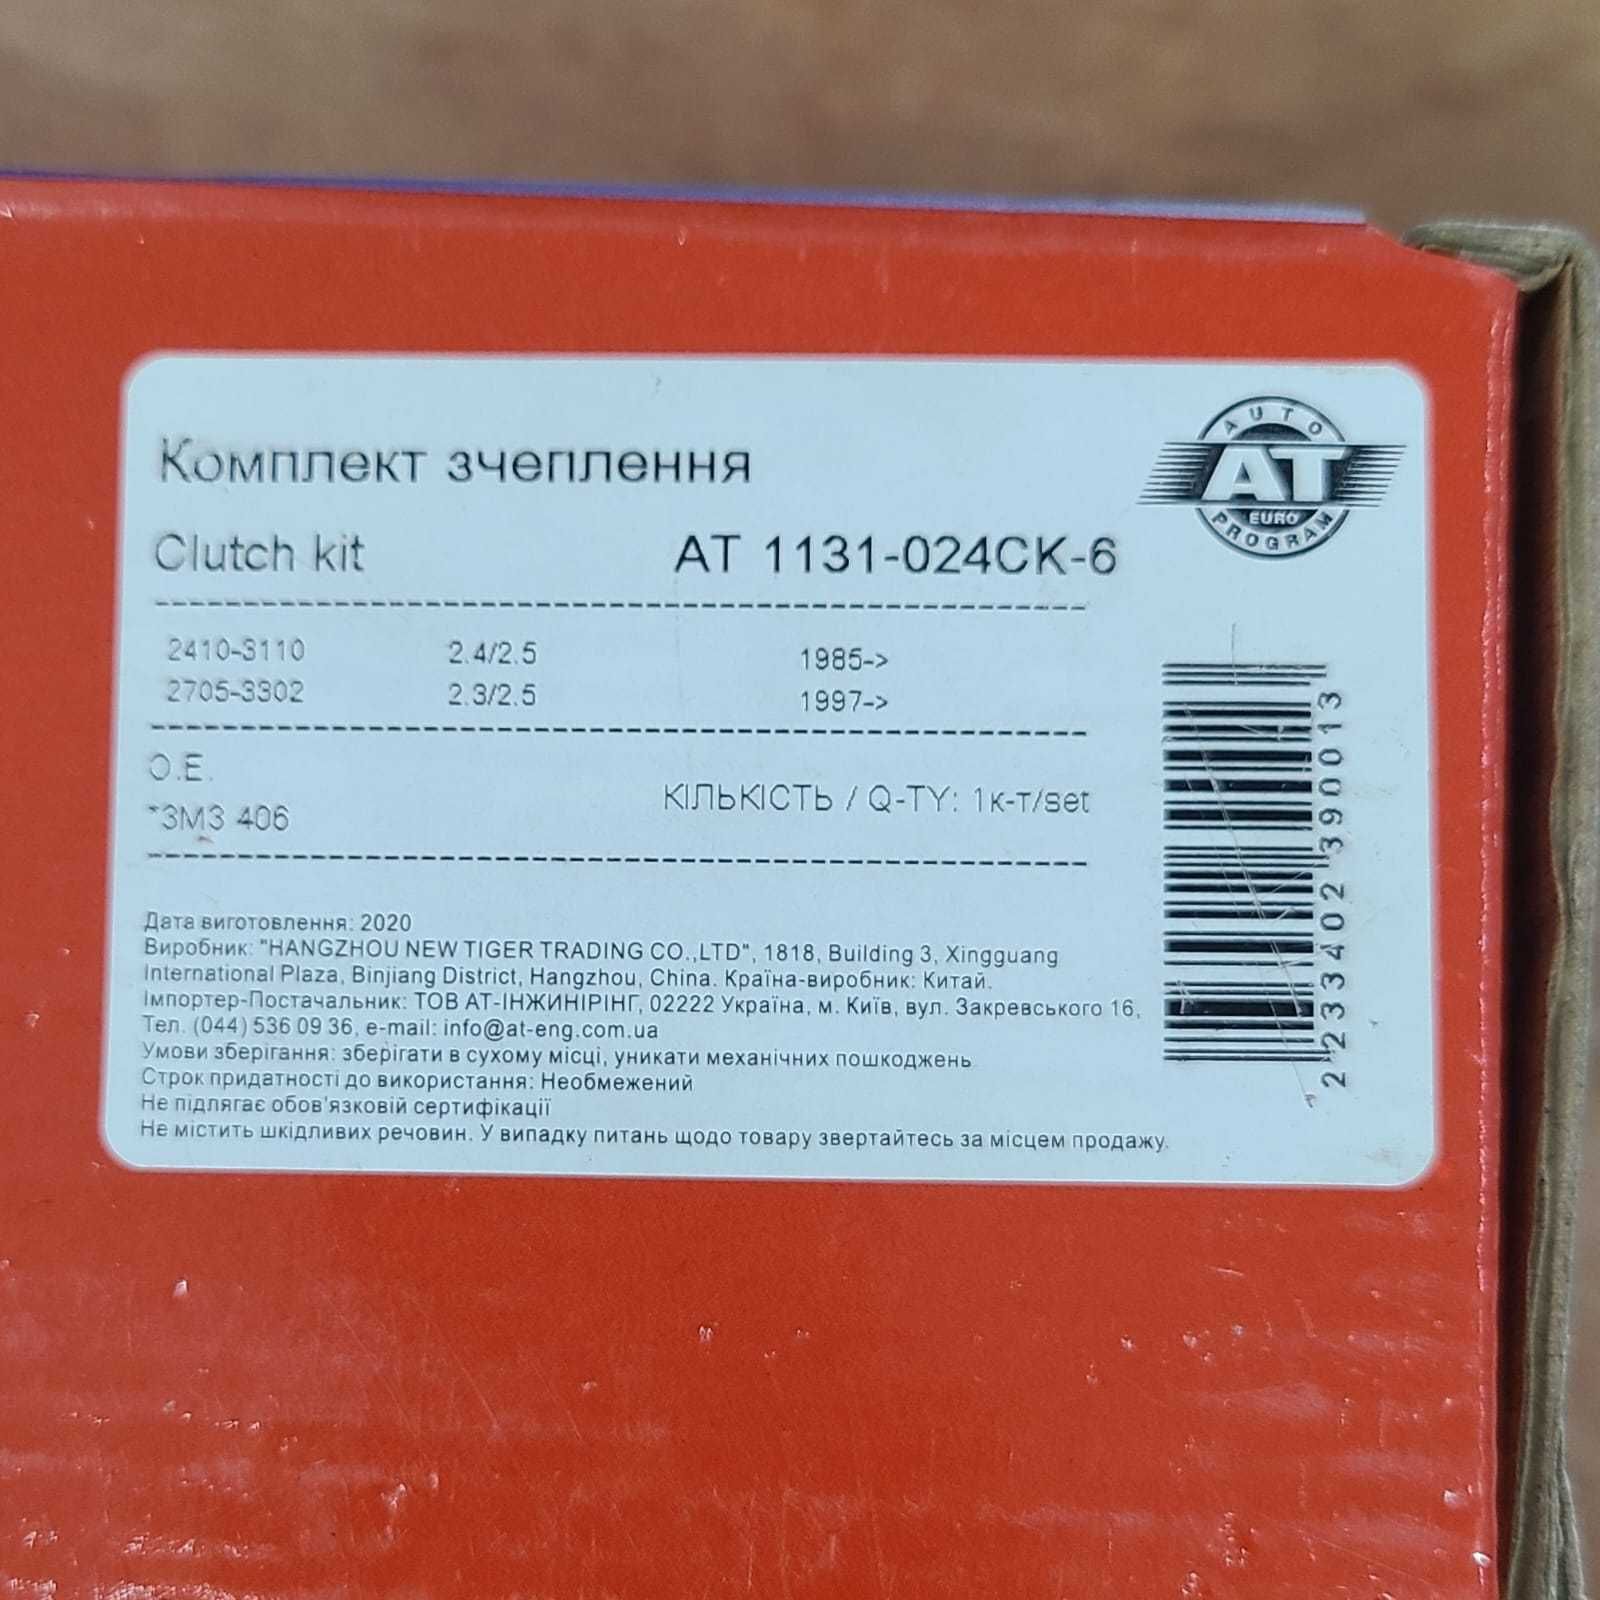 Комплект зчеплення
Clutch kit AT 1131-024CK-6
AUTO
AT
EURO
PROGRAM
2410-3110 2.4/2.5 1985->
2705-3302 2.3/2.5 1997->
O.E.
*ЗМЗ 406
КІЛЬКІСТЬ / Q-TY: 1к-т/set
Дата виготовлення: 2020
Виробник: "HANGZHOU NEW TIGER TRADING CO.,LTD", 1818, Building 3, Xingguang
International Plaza, Binjiang District, Hangzhou, China. Країна-виробник: Китай.
Імпортер-Постачальник: ТОВ АТ-ІНЖИНІРІНГ, 02222 Україна, м. Київ, вул. Закревського 16,
Тел. (044) 536 09 36, e-mail: info@at-eng.com.ua
Умови зберігання: зберігати в сухому місці, уникати механічних пошкоджень
Строк придатності до використання: Необмежений
Не підлягає обов'язковій сертифікації
Не містить шкідливих речовин. У випадку питань щодо товару звертайтесь за місцем продажу.
2 233402 390013